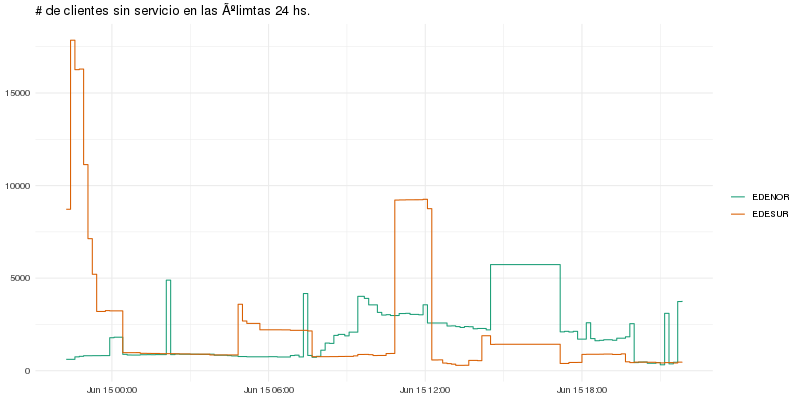 # de clientes sin servicio en las Ãºlimtas 24 hs.
15000
10000
5000
0
Jun 15 00:00
Jun 15 06:00
Jun 15 12:00
Jun 15 18:00
EDENOR
EDESUR